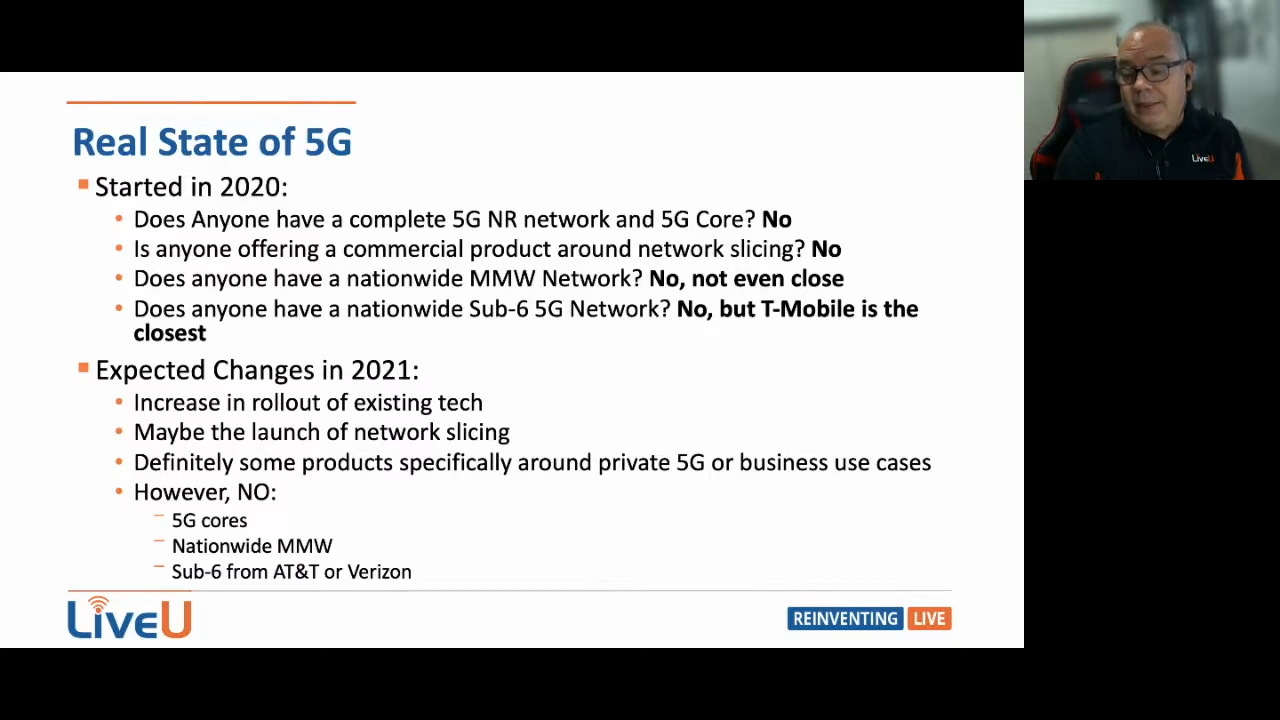 Real State of 5G
Started in 2020:
Does Anyone have a complete 5G NR network and 5G Core? No
Is anyone offering a commercial product around network slicing? No
Does anyone have a nationwide MMW Network? No, not even close
Does anyone have a nationwide Sub-6 5G Network? No, but T-Mobile is the
closest
Expected Changes in 2021:
Increase in rollout of existing tech
Maybe the launch of network slicing
Definitely some products specifically around private 5G or business use cases
However, NO:
5G cores
Nationwide MMW
Sub-6 from AT&T or Verizon
LiveU
REINVENTING LIVE
LiveU